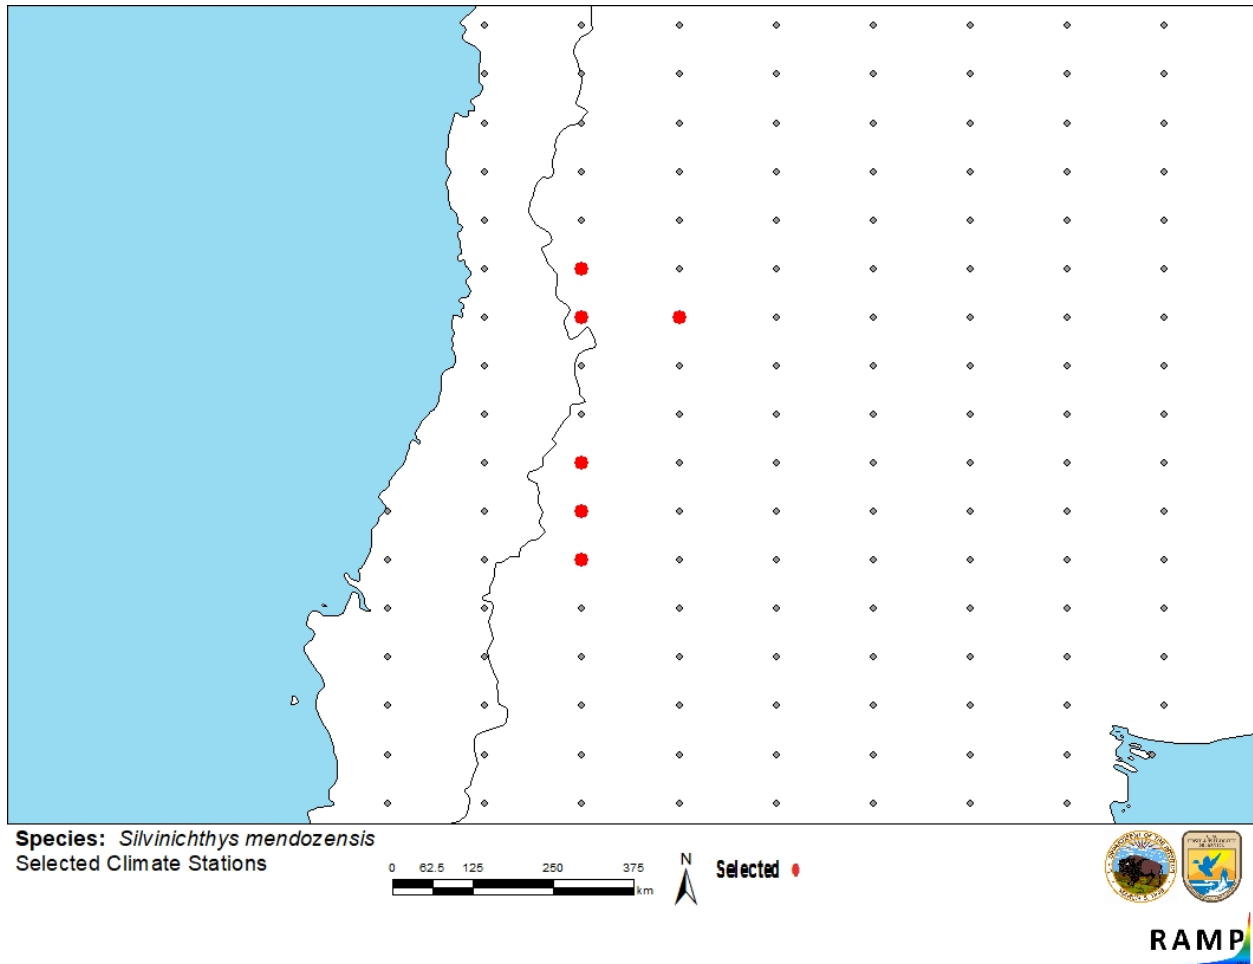 Species: Silvinichthys mendozensis
Selected Climate Stations
0 62.5 125 250 375
km
N
Selected
RAMP